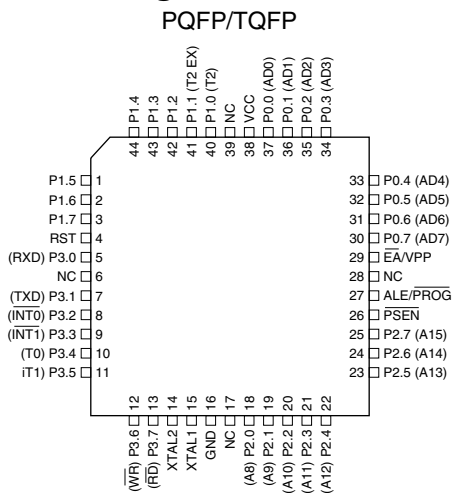 PQFP/TQFP
P1.4
P1.3
P1.2
P1.1 (T2 EX)
P1.0 (T2)
NC
VCC
P0.0 (AD0)
P0.1 (AD1)
P0.2 (AD2)
P0.3 (AD3)
44
43
42
41
40
39
38
37
36
35
34
P1.5 1
P1.6 2
P1.7 3
RST 4
(RXD) P3.0 5
NC 6
(TXD) P3.1 7
(INT0) P3.2 8
(INT1) P3.3 9
(T0) P3.4 10
iT1) P3.5 11
33 P0.4 (AD4)
32 P0.5 (AD5)
31 P0.6 (AD6)
30 P0.7 (AD7)
29 EA/VPP
28 NC
27 ALE/PROG
26 PSEN
25 P2.7 (A15)
24 P2.6 (A14)
23 P2.5 (A13)
12
13
14
15
16
17
18
19
20
21
22
(WR) P3.6
(RD) P3.7
XTAL2
XTAL1
GND
NC
(A8) P2.0
(A9) P2.1
(A10) P2.2
(A11) P2.3
(A12) P2.4